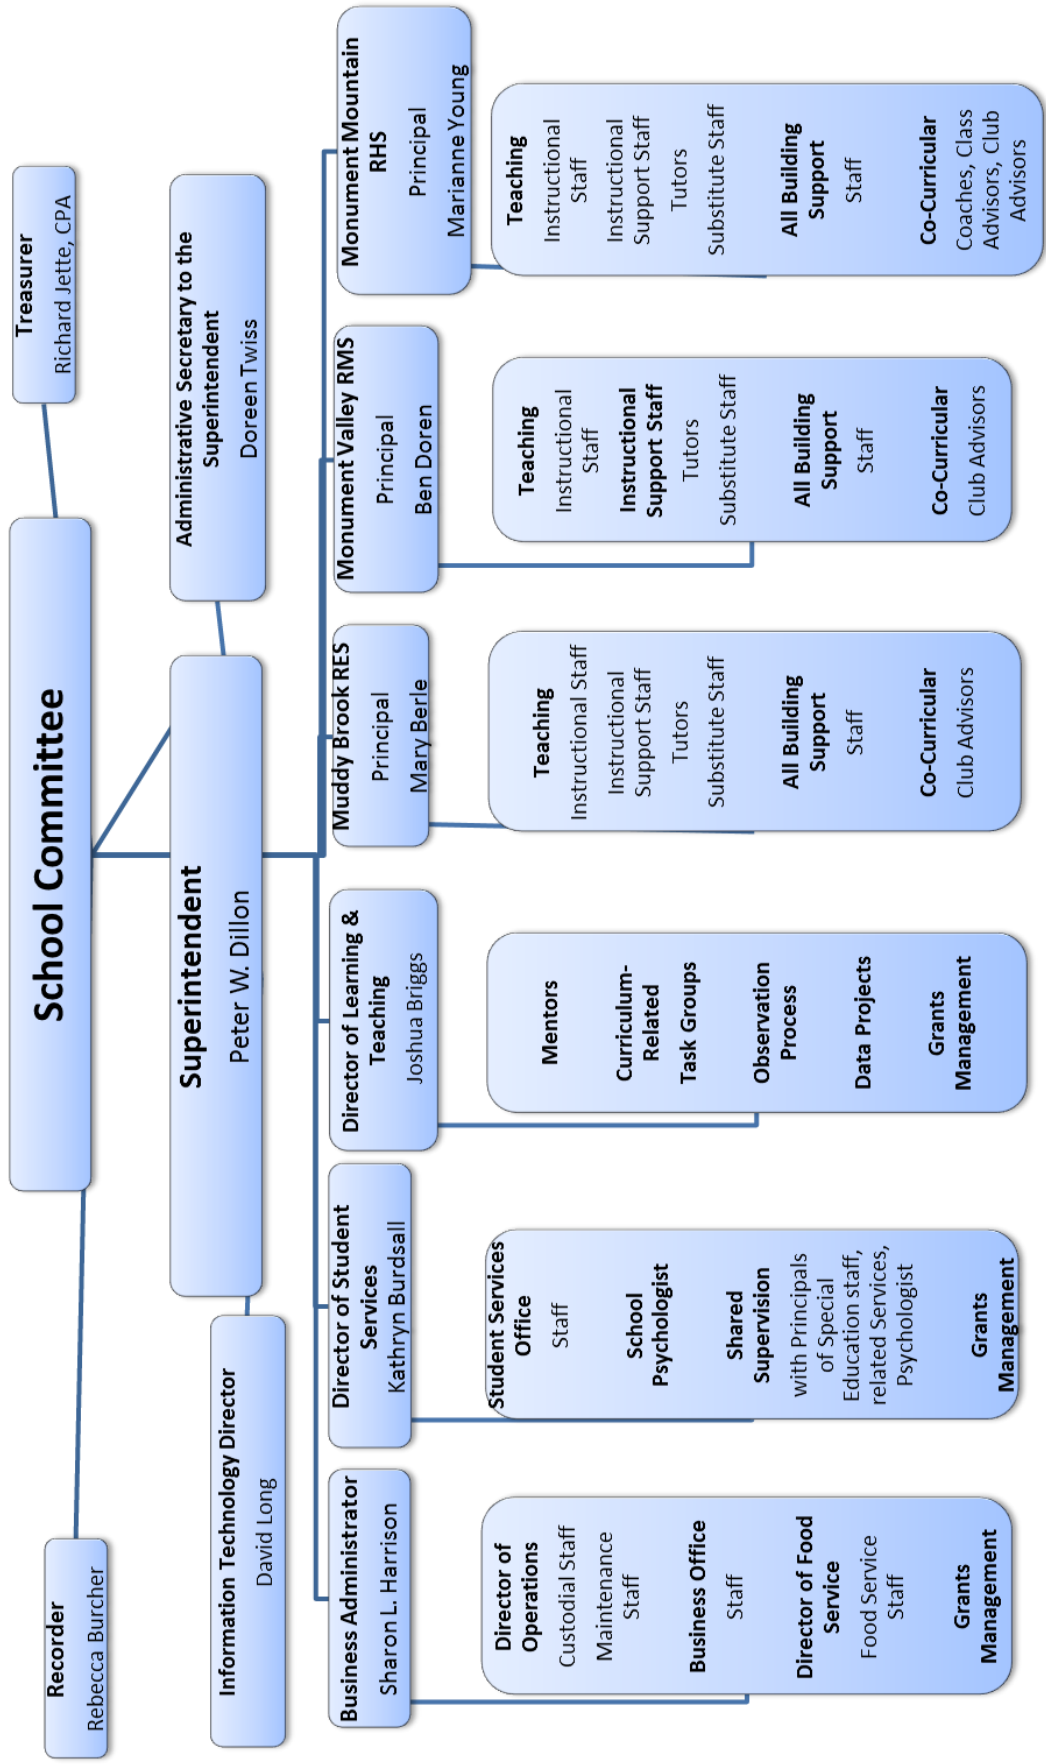 School Committee
Recorder
Rebecca Burcher
Treasurer
Richard Jette, CPA
Superintendent
Peter W. Dillon
Information Technology Director
David Long
Administrative Secretary to the
Superintendent
Doreen Twiss
Business Administrator
Sharon L. Harrison
Director of Student
Services
Kathryn Burdsall
Director of Learning &
Teaching
Joshua Briggs
Muddy Brook RES
Principal
Mary Berle
Monument Valley RMS
Principal
Ben Doren
Monument Mountain
RHS
Principal
Marianne Young
Director of
Operations
Custodial Staff
Maintenance
Staff
Business Office
Staff
Director of Food
Service
Food Service
Staff
Grants
Management
Student Services
Office
Staff
School
Psychologist
Shared
Supervision
with Principals
of Special
Education staff,
related Services,
Psychologist
Grants
Management
Mentors
Curriculum-
Related
Task Groups
Observation
Process
Data Projects
Grants
Management
Teaching
Instructional Staff
Instructional
Support Staff
Tutors
Substitute Staff
All Building
Support
Staff
Co-Curricular
Club Advisors
Teaching
Instructional
Staff
Instructional
Support Staff
Tutors
Substitute Staff
All Building
Support
Staff
Co-Curricular
Club Advisors
Teaching
Instructional
Staff
Instructional
Support Staff
Tutors
Substitute Staff
All Building
Support
Staff
Co-Curricular
Coaches, Class
Advisors, Club
Advisors